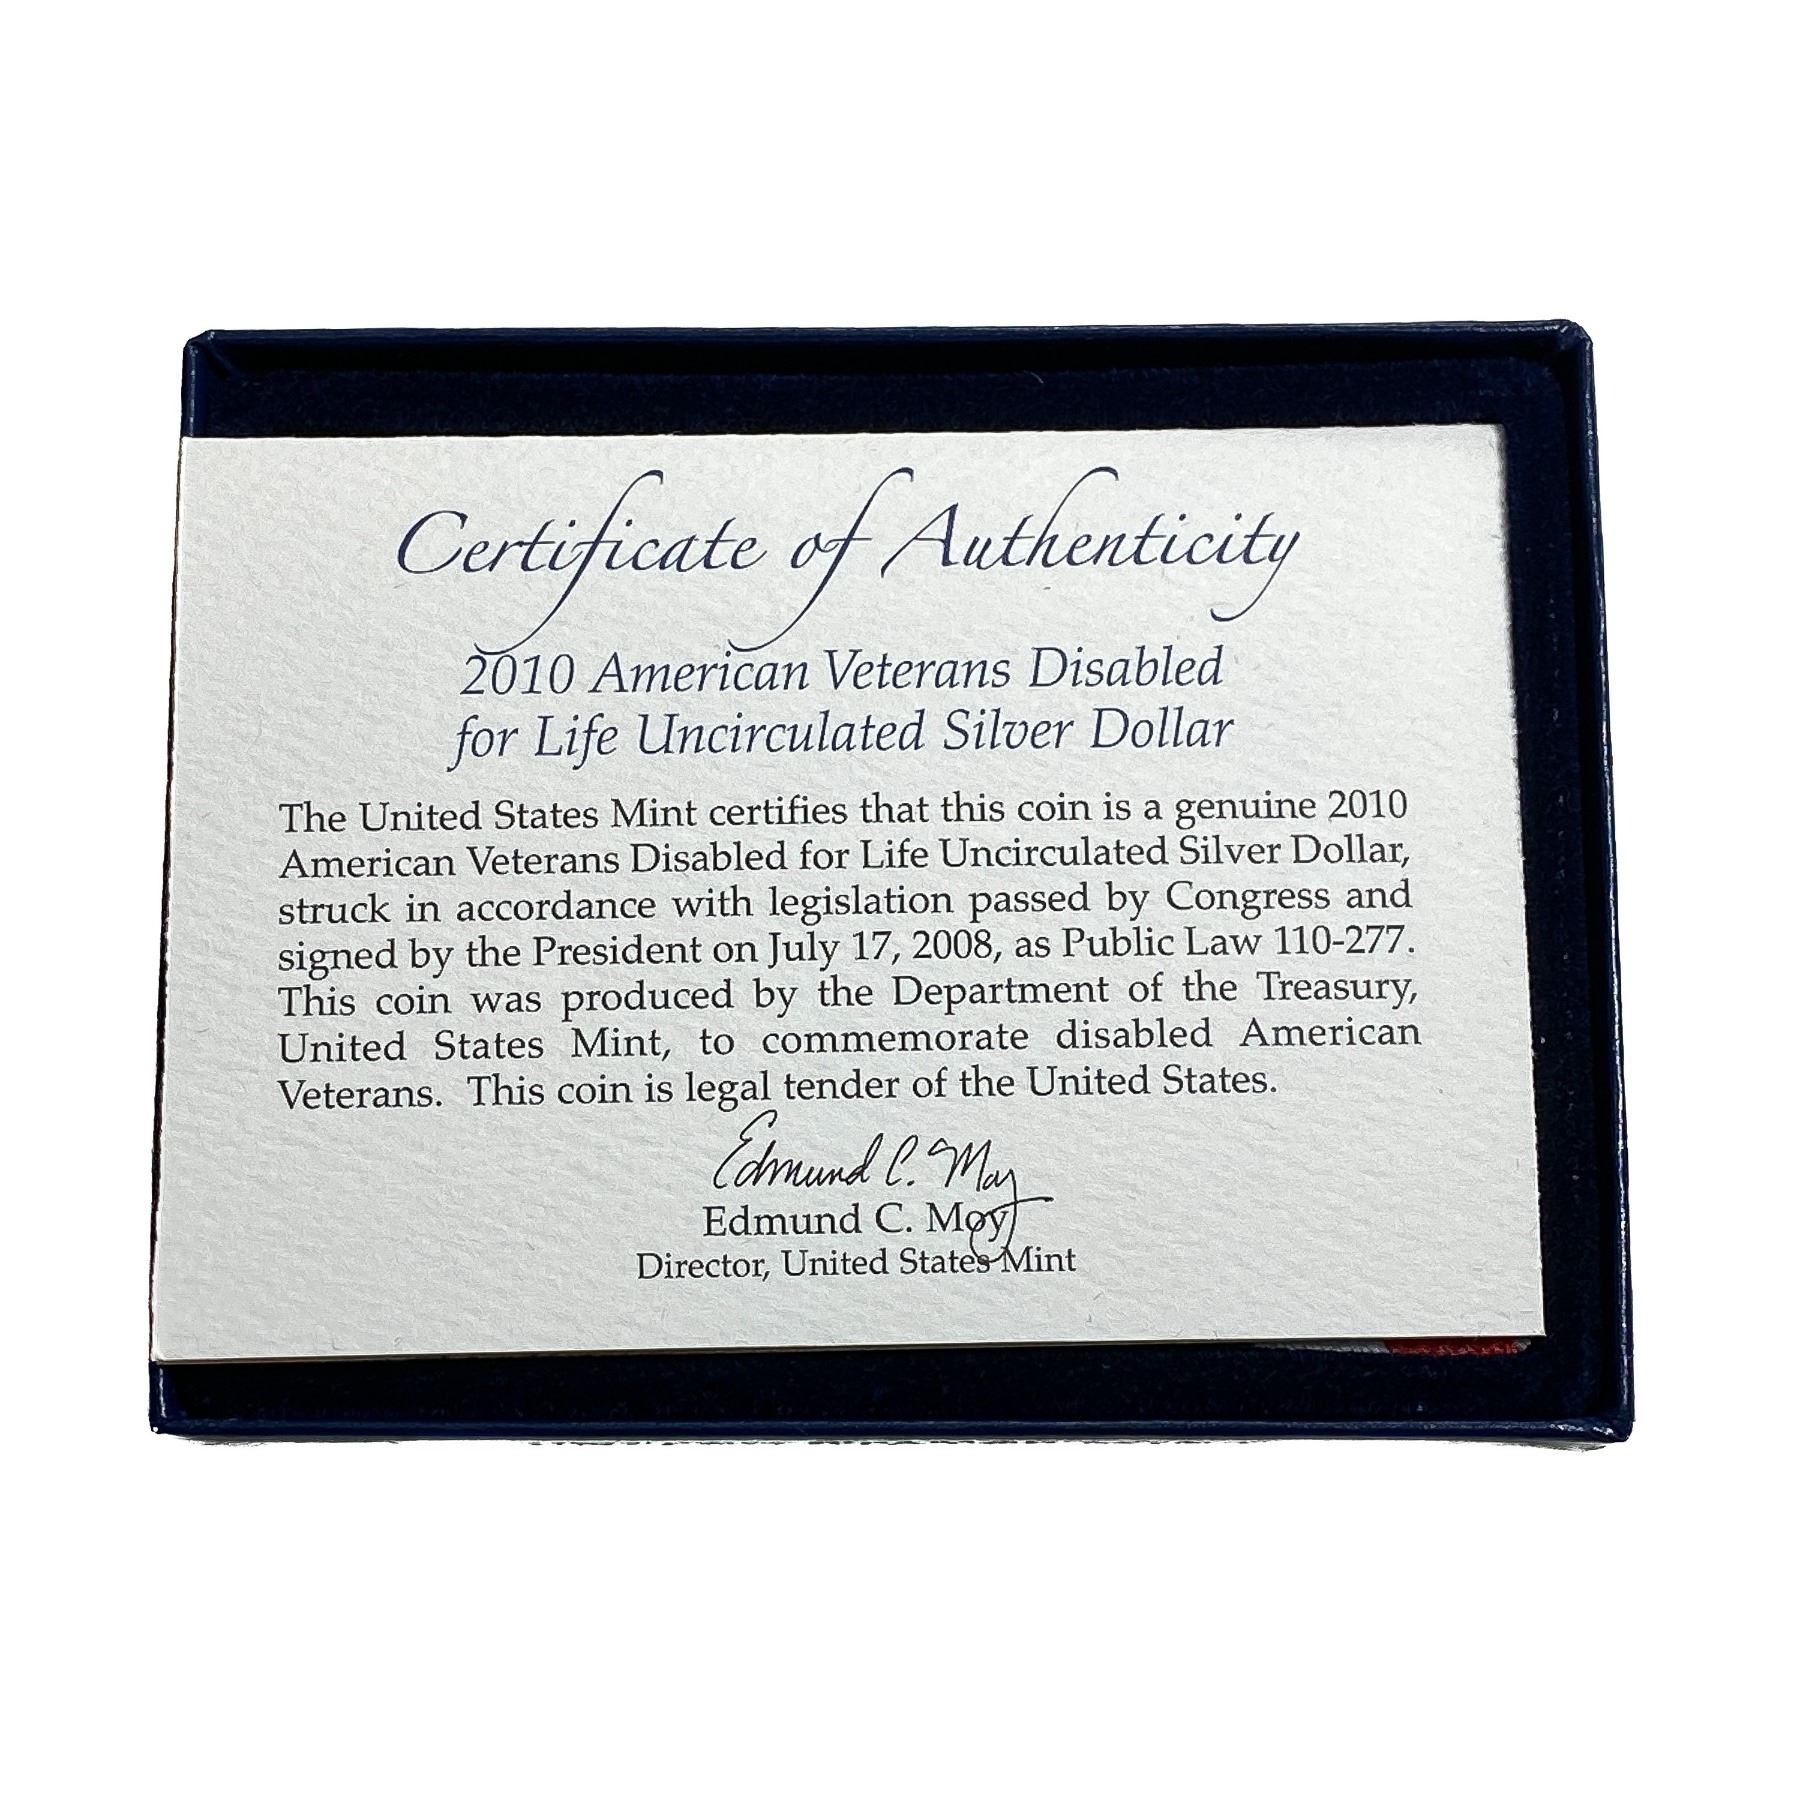 Certificate of Authenticity
2010 American Veterans Disabled
for Life Uncirculated Silver Dollar
The United States Mint certifies that this coin is a genuine 2010
American Veterans Disabled for Life Uncirculated Silver Dollar,
struck in accordance with legislation passed by Congress and
signed by the President on July 17, 2008, as Public Law 110-277.
This coin was produced by the Department of the Treasury,
United States Mint, to commemorate disabled American
Veterans. This coin is legal tender of the United States.
Edmund C. Moy
Edmund C. Moy
Director, United States Mint